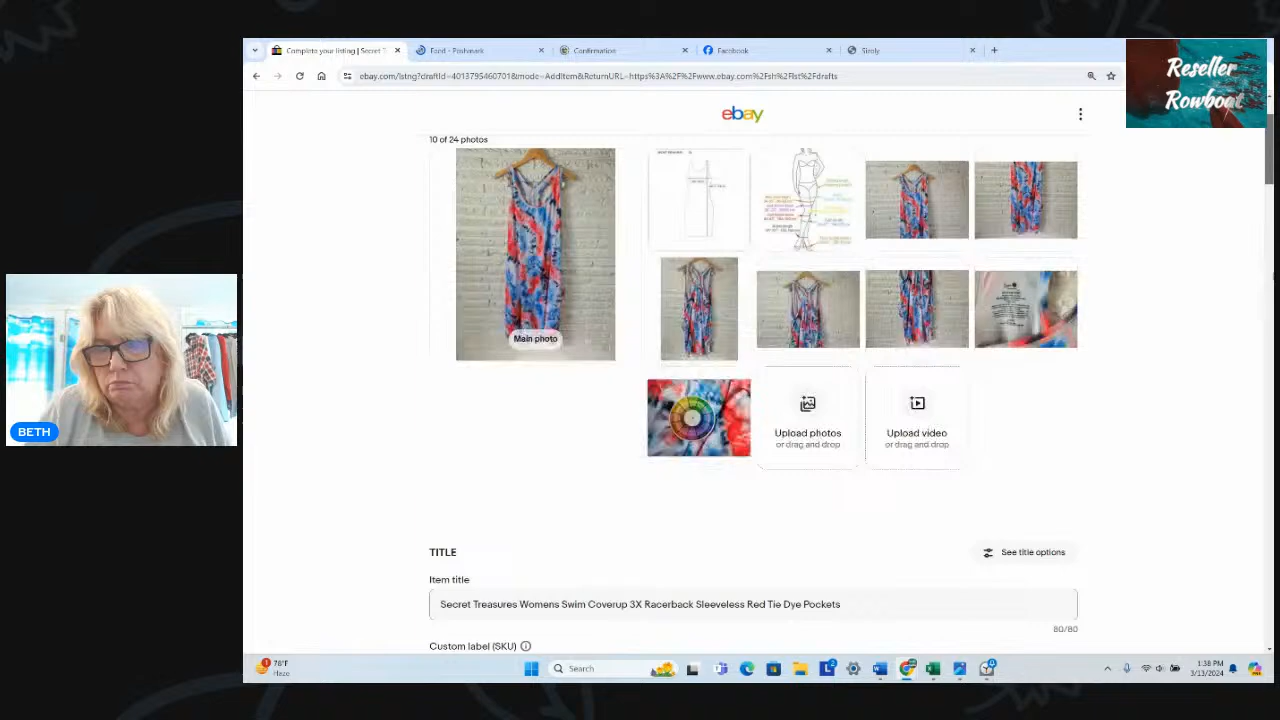 Complete your listing | Secret T
Feed - Poshmark
Confirmation
Facebook
ebay.com/lstng?draftId=4013795460701&mode=AddItem&ReturnURL=https%3A%2F%2Fwww.ebay.com%2Fsh%2Flst%2Fdrafts
Reseller
Rowboat
ebay
10 of 24 photos
Main photo
Upload photos
or drag and drop
Upload video
or drag and drop
BETH
TITLE
See title options
Item title
Secret Treasures Womens Swim Coverup 3X Racerback Sleeveless Red Tie Dye Pockets
80/80
Custom label (SKU)
76°F
Haze
Search
1:38 PM
3/13/2024